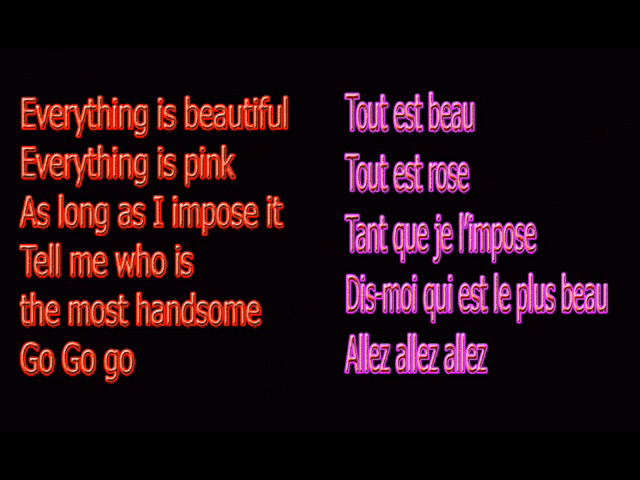 Everything is beautiful
Everything is pink
As long as I impose it
Tell me who is
the most handsome
Go Go go
Tout est beau
Tout est rose
Tant que je l'impose
Dis-moi qui est le plus beau
Allez allez allez